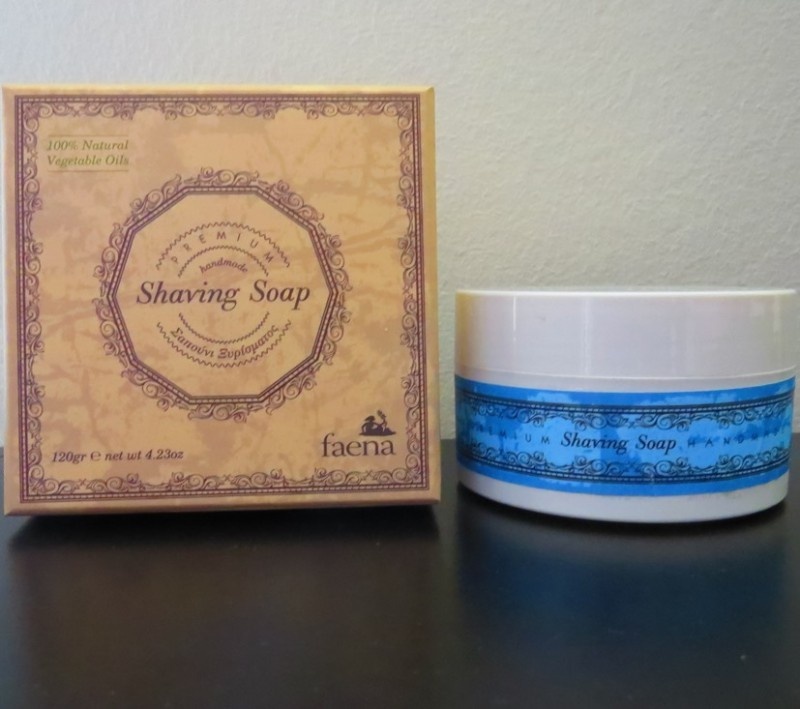 100% Natural
Vegetable Oils
PREMIUM
handmade
Shaving Soap
Σαπούνι Ξυρίσματος
120gr e net wt 4.23oz
faena
PREMIUM Shaving Soap